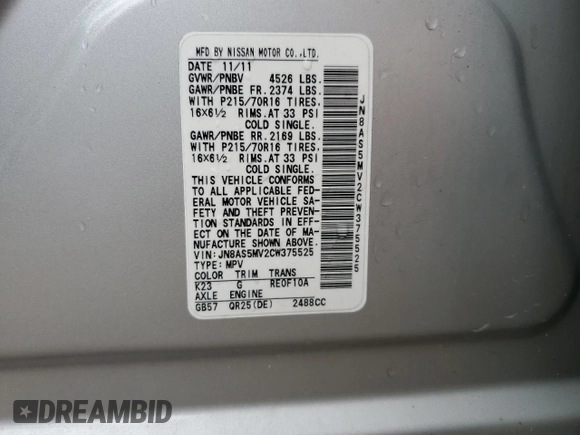 MFD BY NISSAN MOTOR CO.,LTD.
DATE 11/11
GVWR/PNBV 4526 LBS.
GAWR/PNBE FR. 2374 LBS.
WITH P215/70R16 TIRES.
16X6½ RIMS.AT 33 PSI
COLD SINGLE.
GAWR/PNBE RR. 2169 LBS.
WITH P215/70R16 TIRES.
16X6½ RIMS.AT 33 PSI
COLD SINGLE.
THIS VEHICLE CONFORMS
TO ALL APPLICABLE FED-
ERAL MOTOR VEHICLE SA-
FETY AND THEFT PREVEN-
TION STANDARDS IN EFF-
ECT ON THE DATE OF MA-
NUFACTURE SHOWN ABOVE.
VIN:JN8AS5MV2CW375525
TYPE:MPV
COLOR TRIM TRANS
K23 G RE0F10A
AXLE ENGINE
GB57 QR25(DE) 2488CC
JN8AS5MV2CW375525
DREAMBID